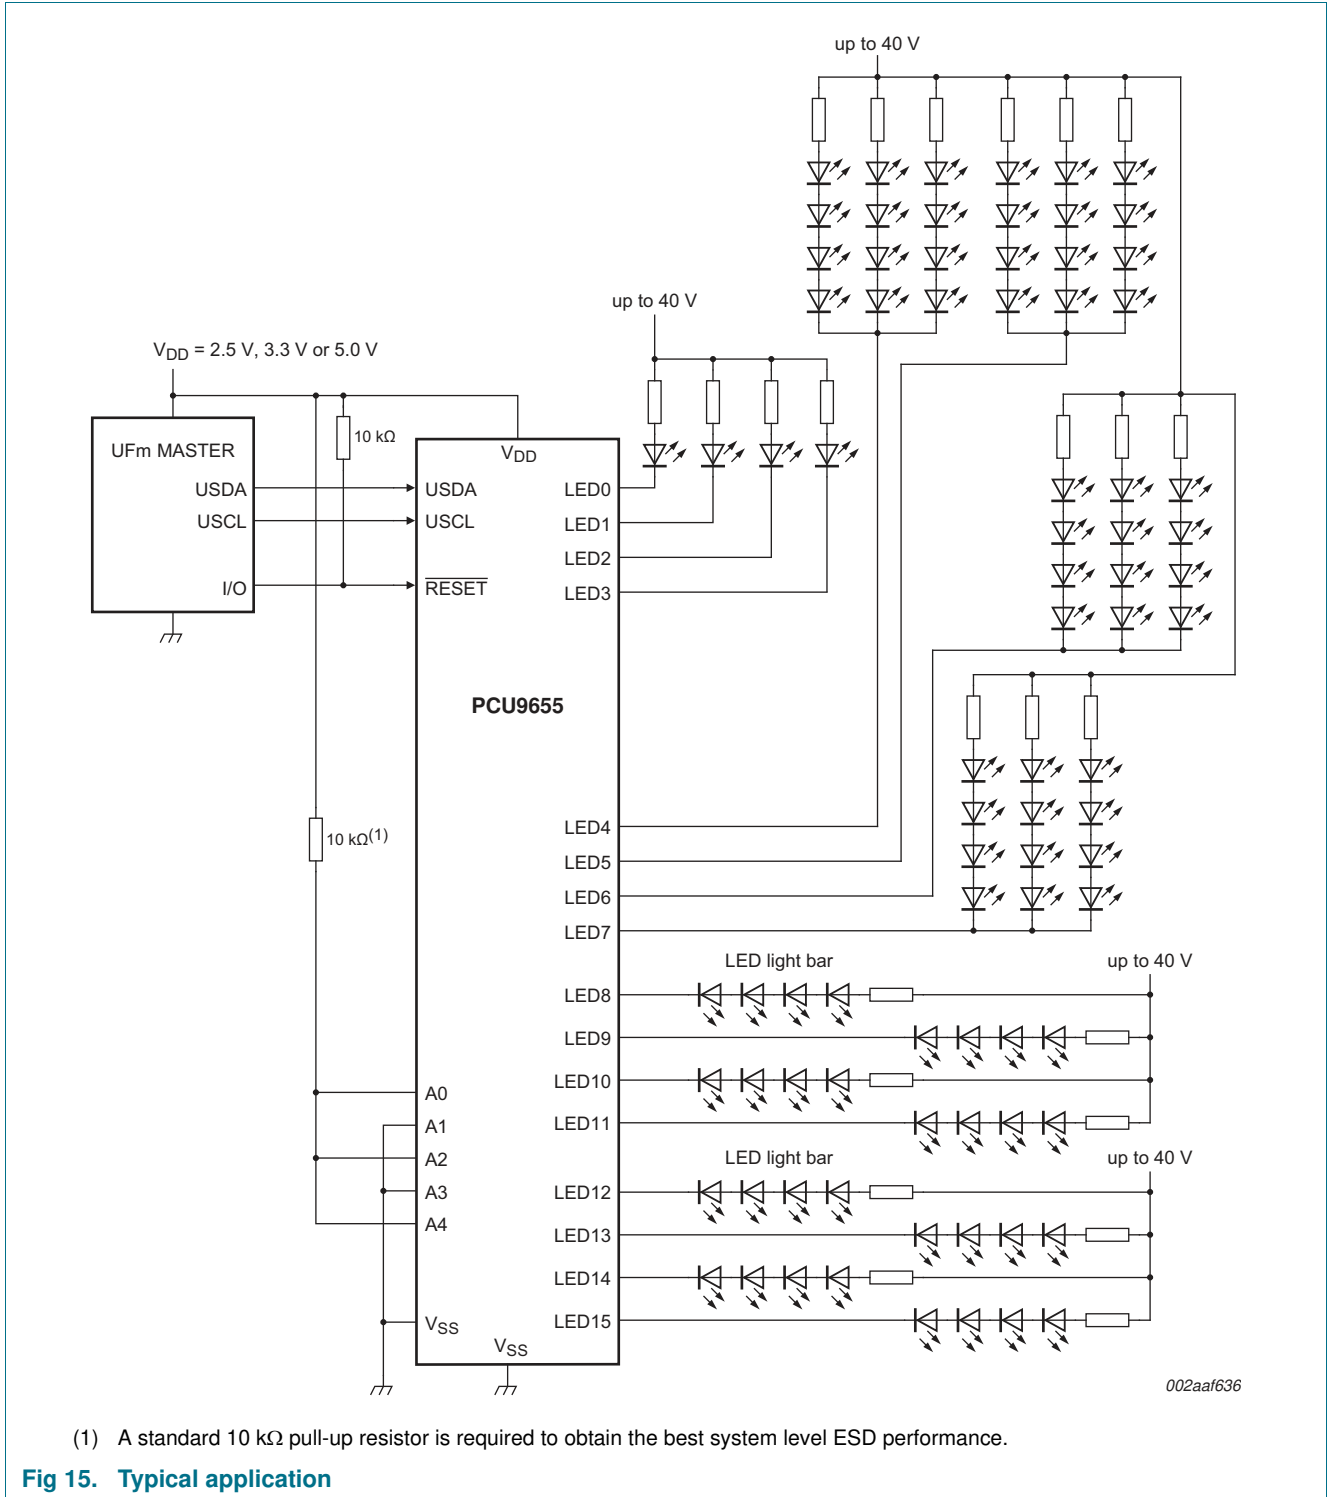 up to 40 V
up to 40 V
VDD = 2.5 V, 3.3 V or 5.0 V
UFm MASTER
USDA
USCL
I/O
10 kΩ
VDD
USDA
USCL
RESET
LED0
LED1
LED2
LED3
PCU9655
10 kΩ(1)
LED4
LED5
LED6
LED7
LED light bar
up to 40 V
LED8
LED9
LED10
LED11
A0
A1
A2
A3
A4
LED light bar
up to 40 V
LED12
LED13
LED14
LED15
VSS
VSS
002aaf636
(1) A standard 10 kΩ pull-up resistor is required to obtain the best system level ESD performance.
Fig 15. Typical application